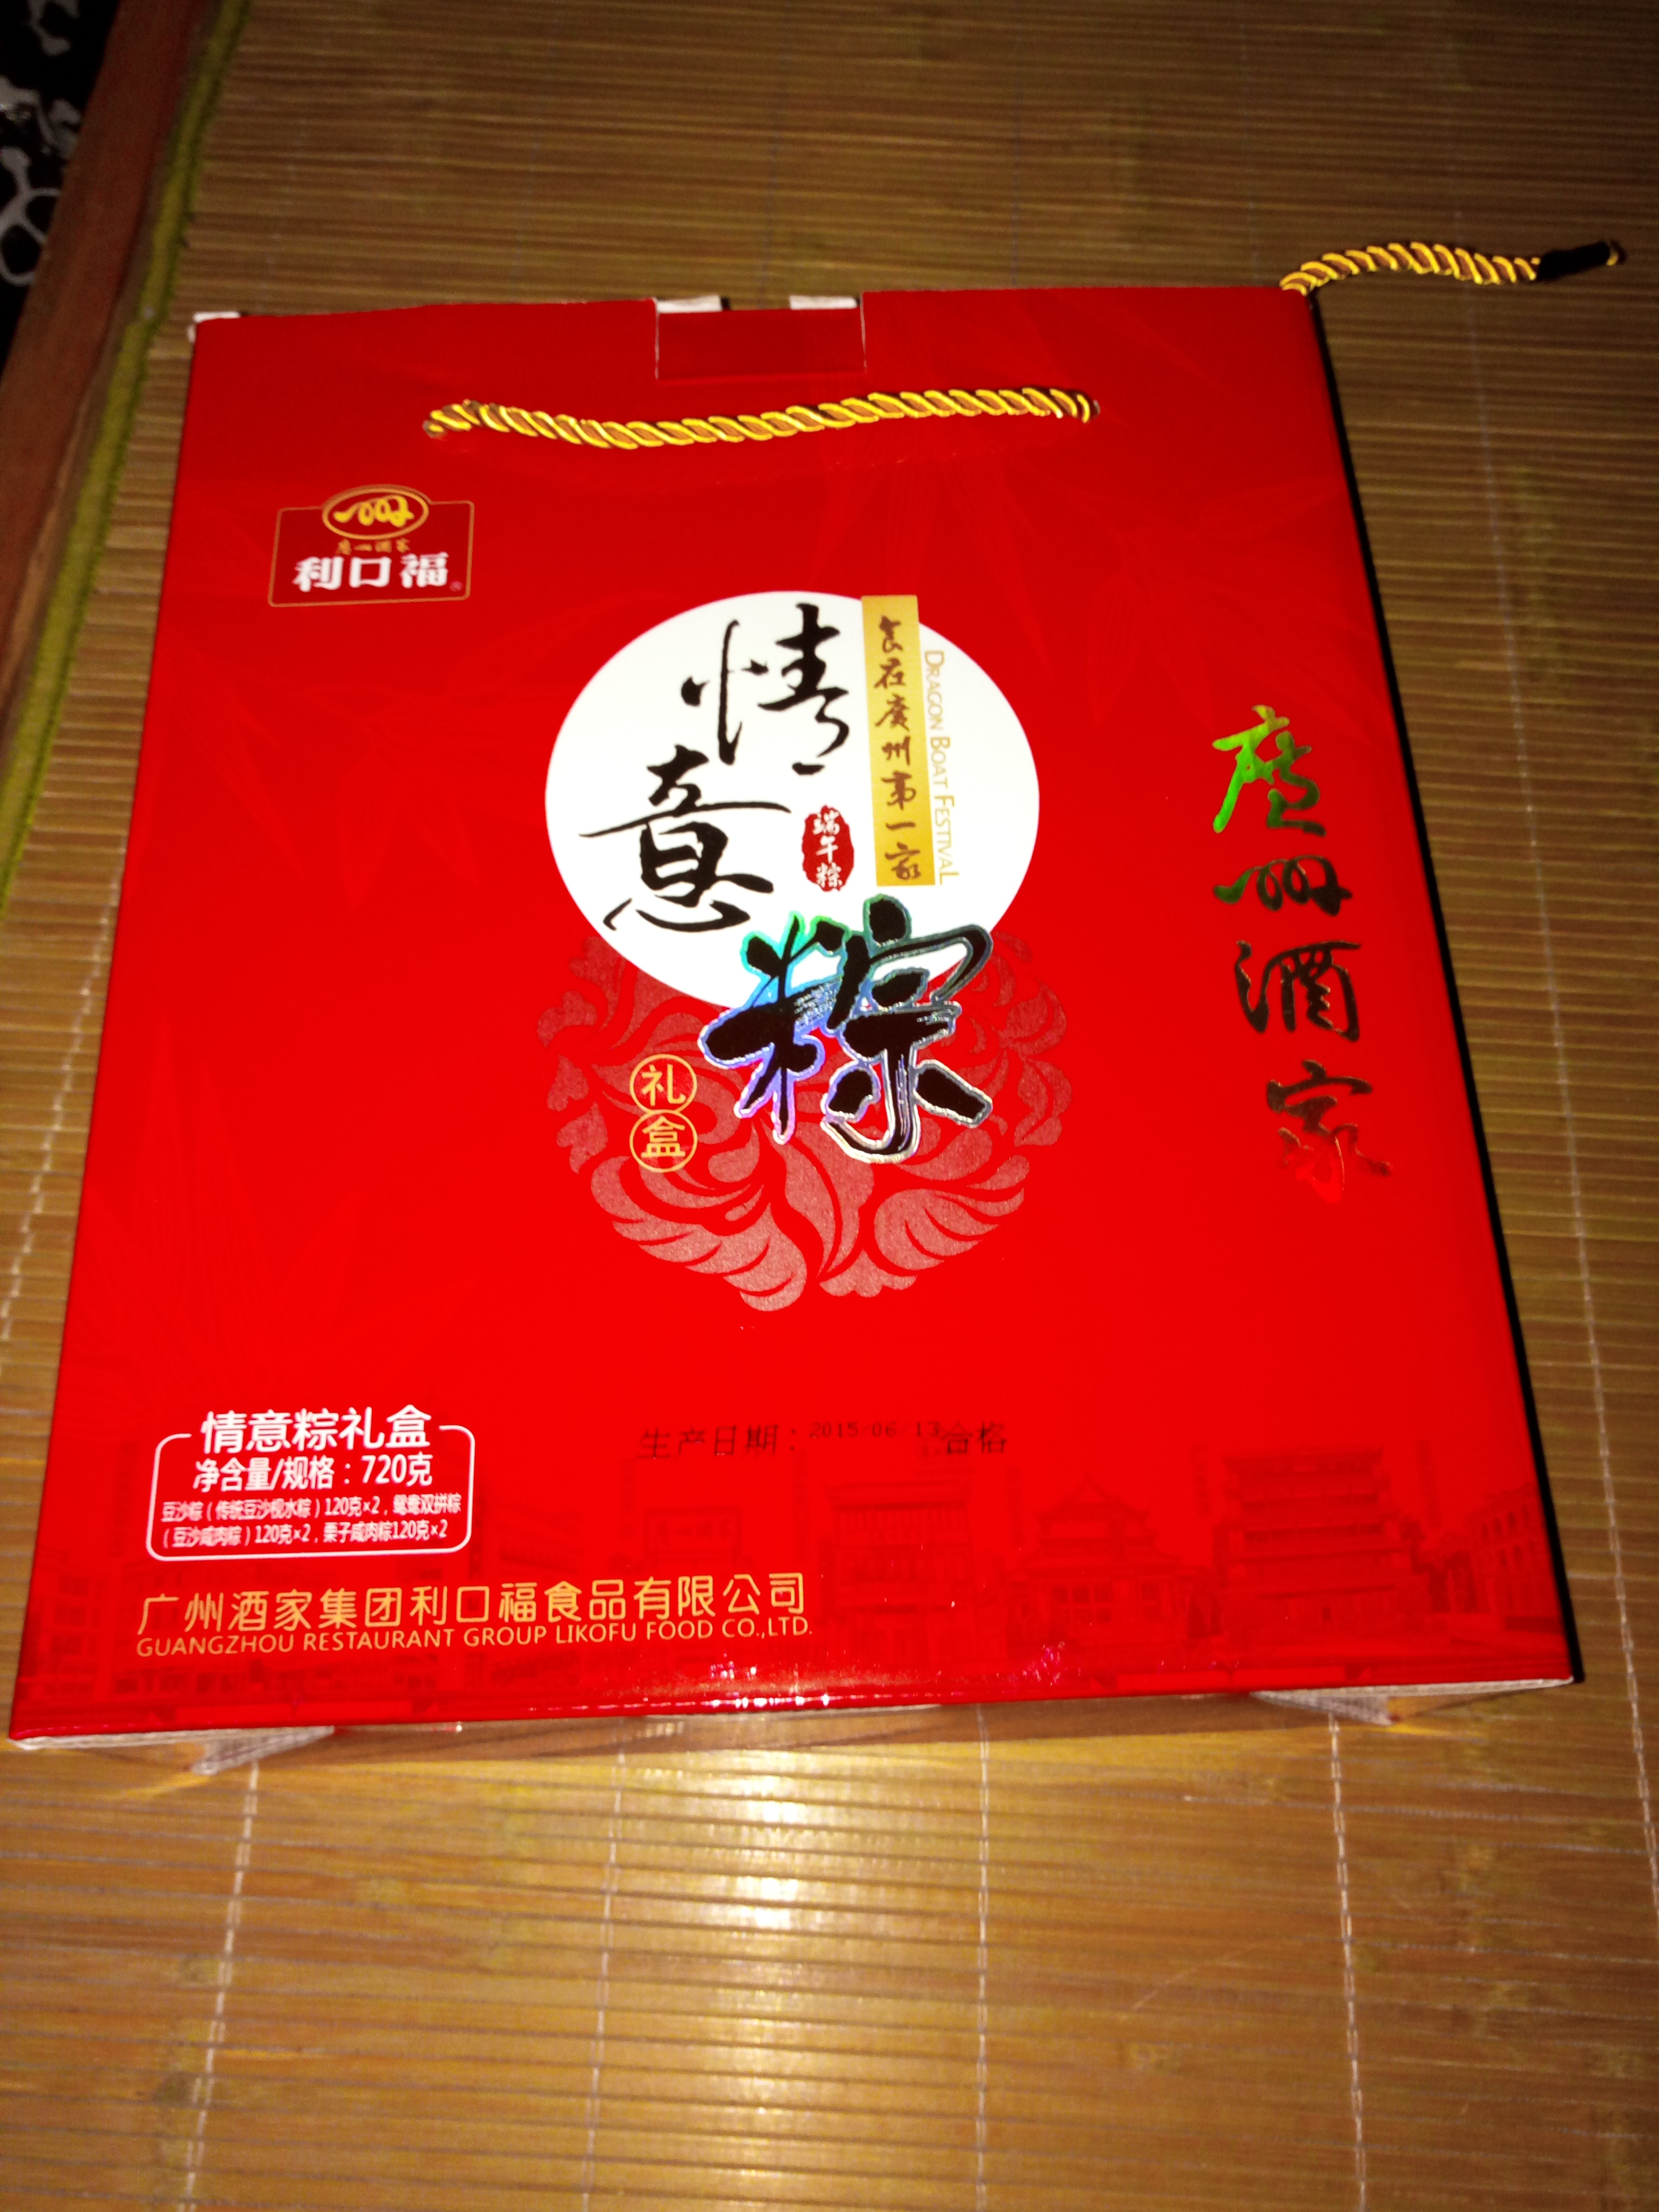 廣州酒家
利口福
情意粽
食在廣州第一家
DRAGON BOAT FESTIVAL
端午粽
礼盒
廣州酒家
生产日期：2015/06/13合格
情意粽礼盒
净含量/规格：720克
豆沙粽（传统豆沙枧水粽）120克×2，鸳鸯双拼粽
（豆沙咸肉粽）120克×2，栗子咸肉粽120克×2
广州酒家集团利口福食品有限公司
GUANGZHOU RESTAURANT GROUP LIKOFU FOOD CO.,LTD.